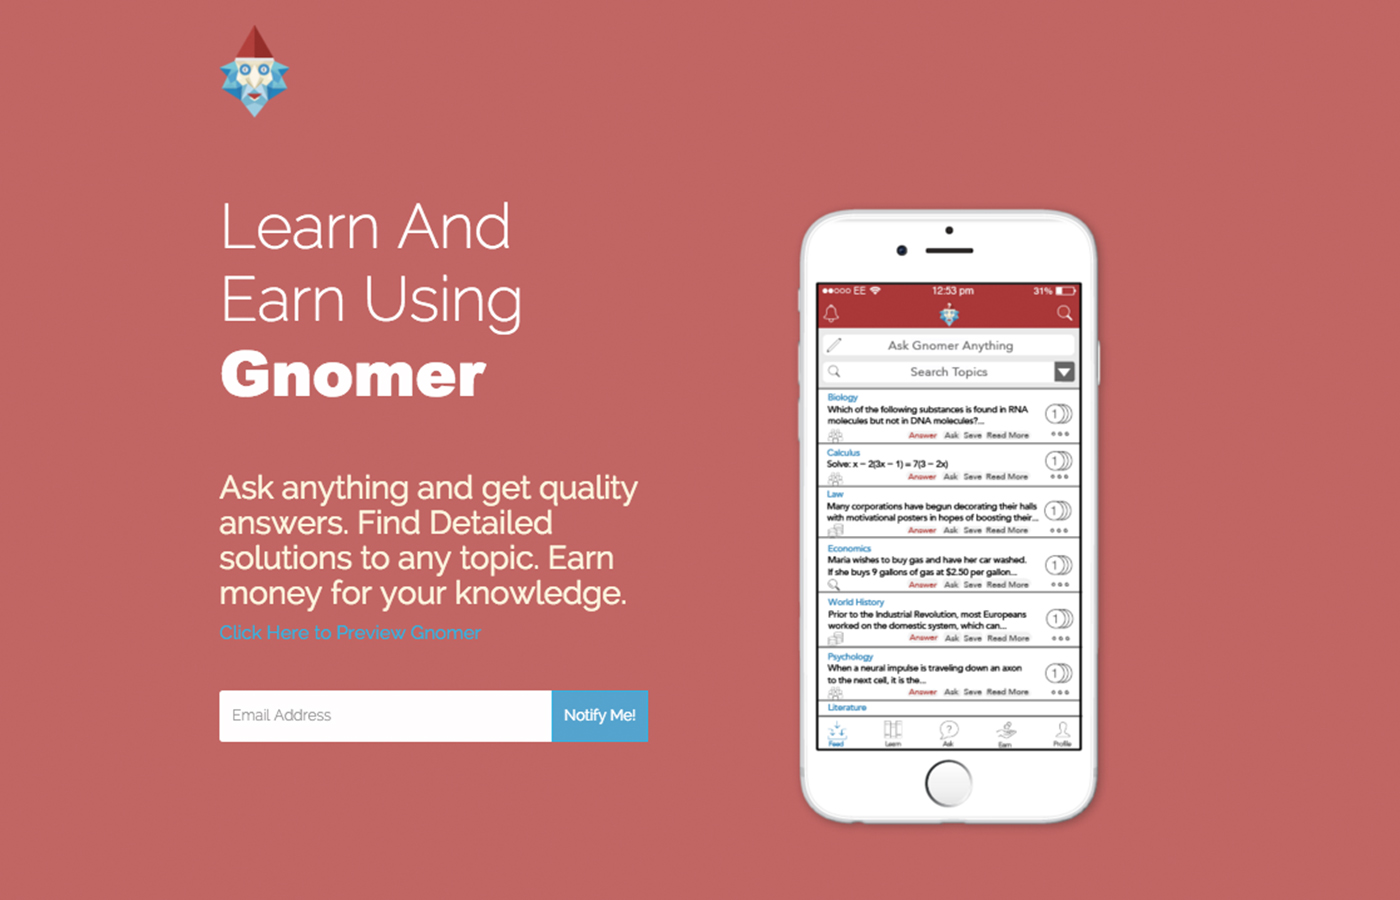 Learn And
Earn Using
Gnomer
Ask anything and get quality
answers. Find Detailed
solutions to any topic. Earn
money for your knowledge.
Click Here to Preview Gnomer
Email Address
Notify Me!
EE
12:53 pm
31%
Ask Gnomer Anything
Search Topics
Biology
Which of the following substances is found in RNA
molecules but not in DNA molecules?...
1
Answer Ask Save Read More
Calculus
Solve: x – 2(3x – 1) = 7(3 – 2x)
1
Answer Ask Save Read More
Law
Many corporations have begun decorating their halls
with motivational posters in hopes of boosting their...
1
Answer Ask Save Read More
Economics
Maria wishes to buy gas and have her car washed.
If she buys 9 gallons of gas at $2.50 per gallon...
1
Answer Ask Save Read More
World History
Prior to the Industrial Revolution, most Europeans
worked on the domestic system, which can...
1
Answer Ask Save Read More
Psychology
When a neural impulse is traveling down an axon
to the next cell, it is the...
1
Answer Ask Save Read More
Literature
Feed Learn Ask Earn Profile